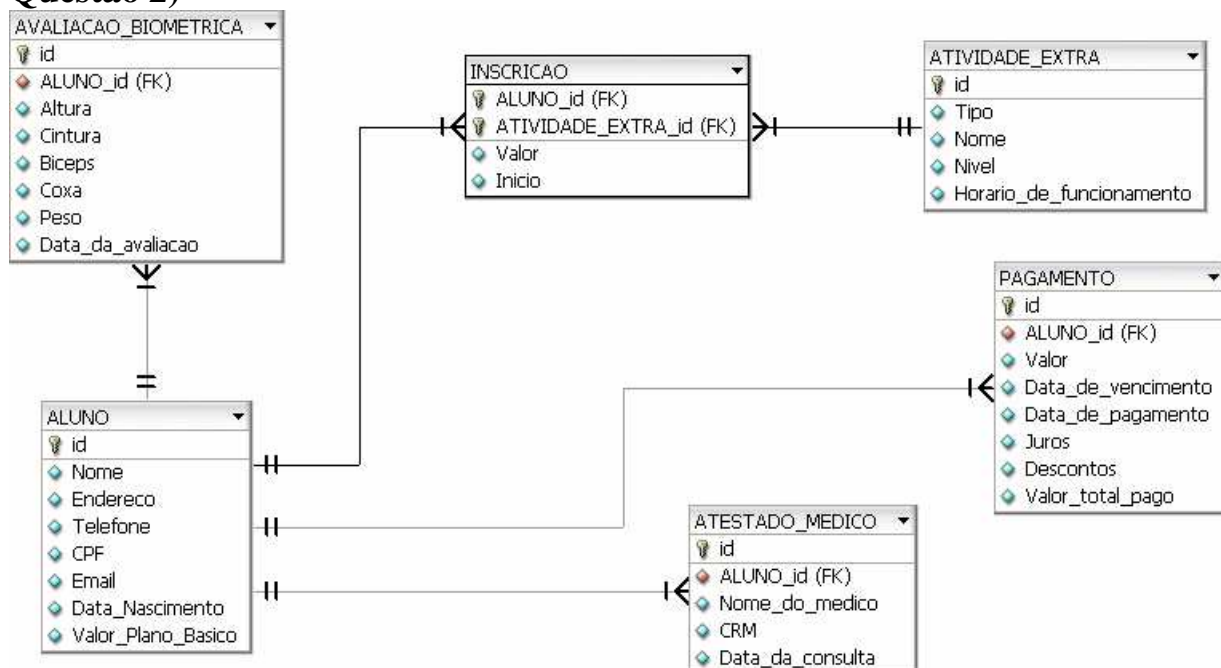 Questão 2)
AVALIACAO_BIOMETRICA
id
ALUNO_id (FK)
Altura
Cintura
Biceps
Coxa
Peso
Data_da_avaliacao
INSCRICAO
ALUNO_id (FK)
ATIVIDADE_EXTRA_id (FK)
Valor
Inicio
ATIVIDADE_EXTRA
id
Tipo
Nome
Nivel
Horario_de_funcionamento
PAGAMENTO
id
ALUNO_id (FK)
Valor
Data_de_vencimento
Data_de_pagamento
Juros
Descontos
Valor_total_pago
ALUNO
id
Nome
Endereco
Telefone
CPF
Email
Data_Nascimento
Valor_Plano_Basico
ATESTADO_MEDICO
id
ALUNO_id (FK)
Nome_do_medico
CRM
Data_da_consulta